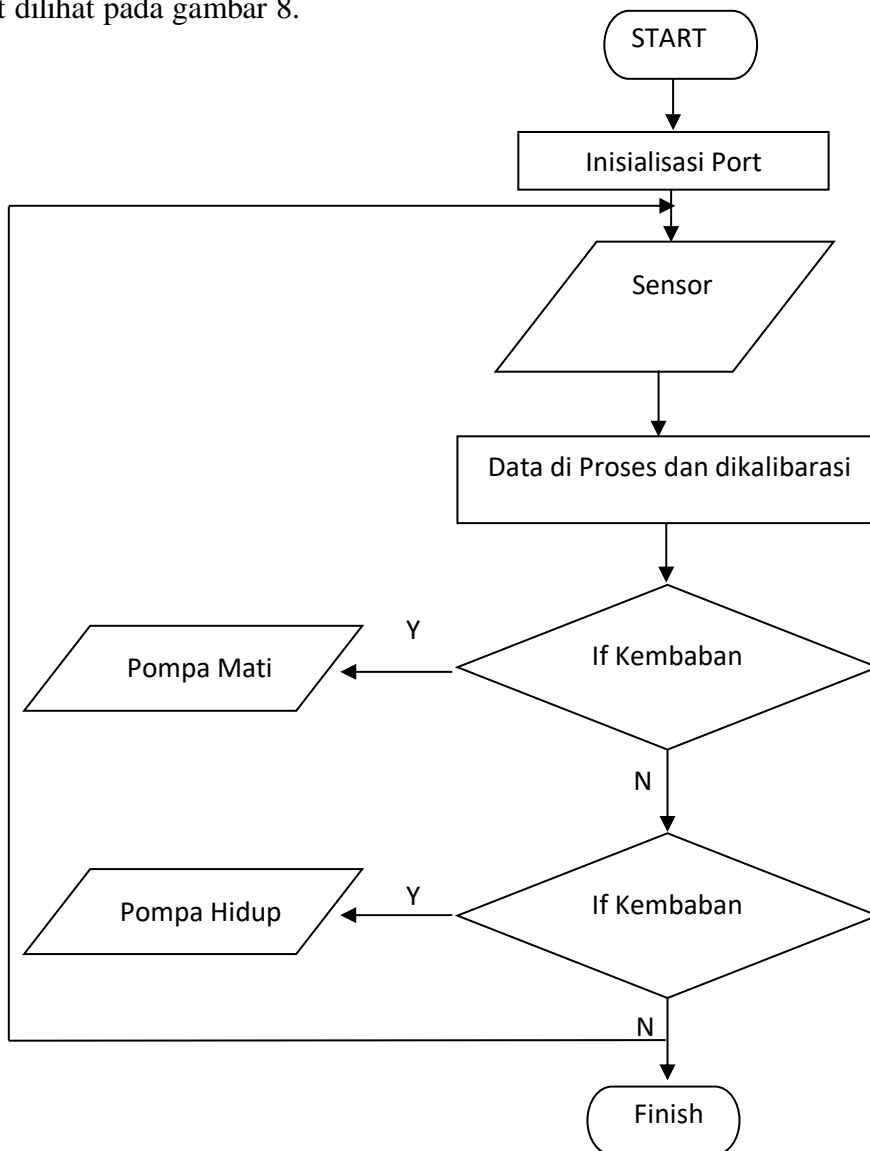 t dilihat pada gambar 8.
START
Inisialisasi Port
Sensor
Data di Proses dan dikalibarasi
If Kembaban
Y
Pompa Mati
N
If Kembaban
Y
Pompa Hidup
N
Finish